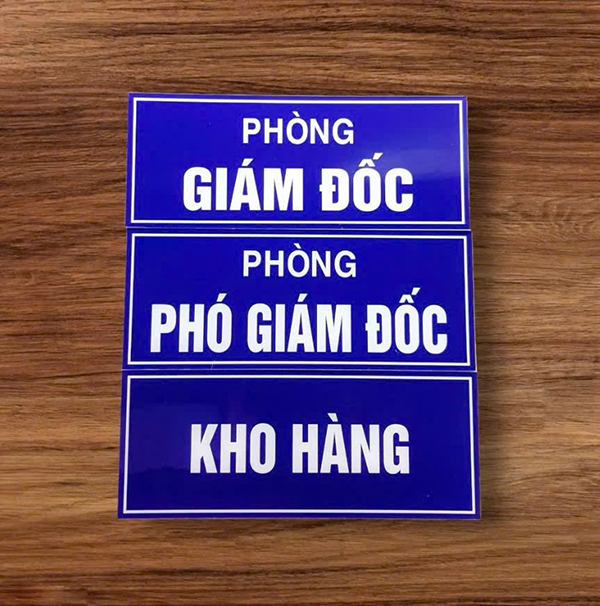 PHÒNG
GIÁM ĐỐC
PHÒNG
PHÓ GIÁM ĐỐC
KHO HÀNG